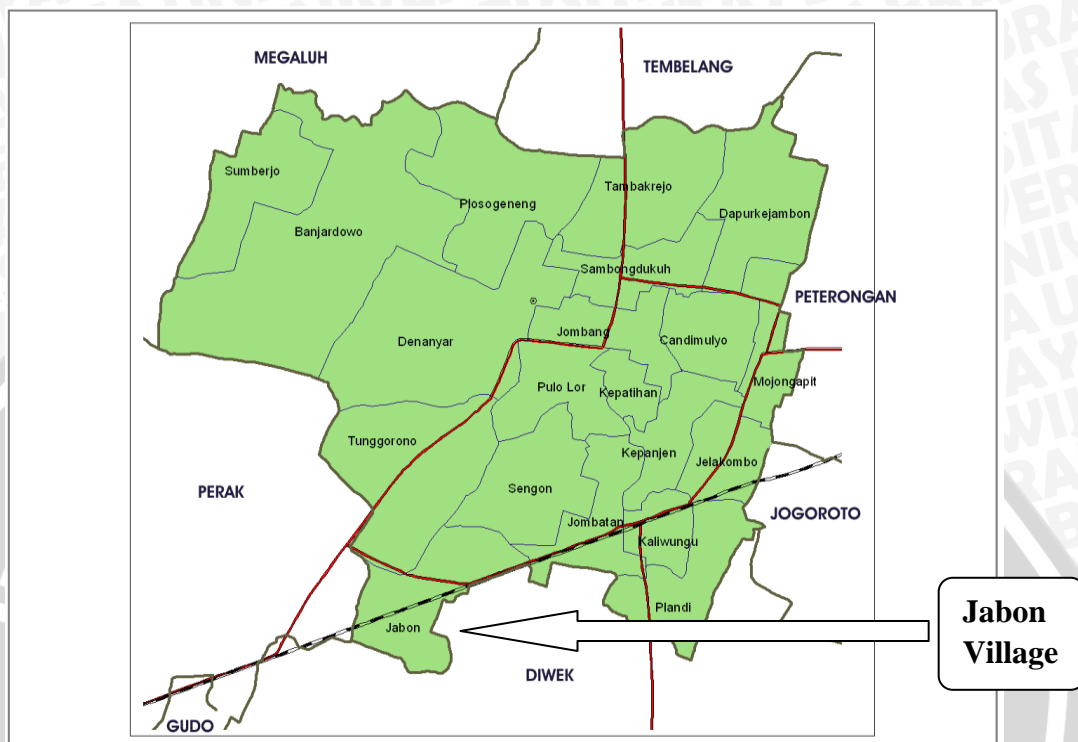 MEGALUH
TEMBELANG
Sumberjo
Tambakrejo
Plosogeneng
Dapurkejambon
Banjardowo
Sambongdukuh
PETERONGAN
Jombang
Denanyar
Candimulyo
Mojongapit
Pulo Lor
Kepatihan
Tunggorono
Kepanjen
Jelakombo
Sengon
PERAK
JOGOROTO
Jombatan
Kaliwungu
Plandi
Jabon
Jabon
Village
DIWEK
GUDO